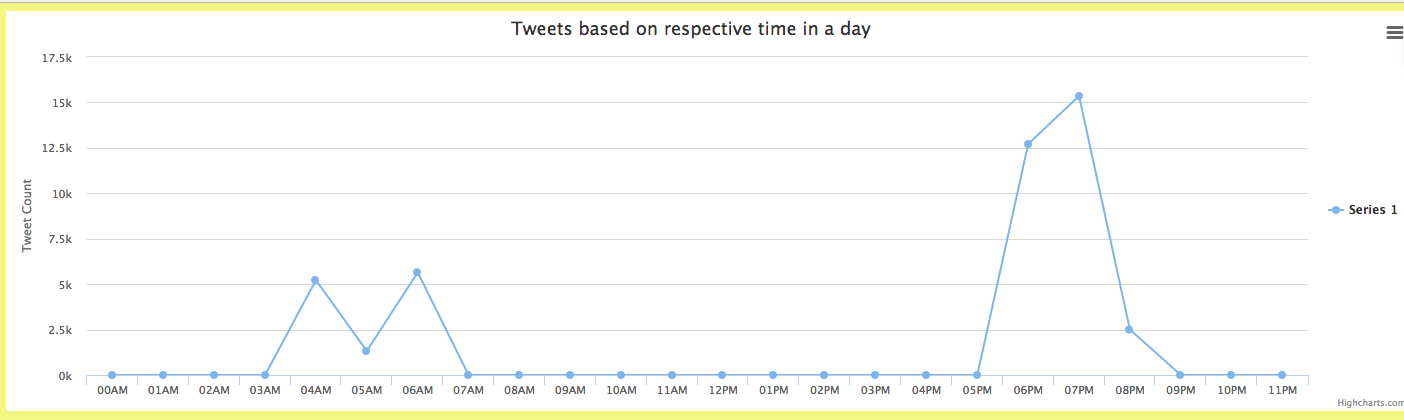 Tweets based on respective time in a day
17.5k
15k
12.5k
10k
7.5k
5k
2.5k
0k
Tweet Count
Series 1
00AM 01AM 02AM 03AM 04AM 05AM 06AM 07AM 08AM 09AM 10AM 11AM 12PM 01PM 02PM 03PM 04PM 05PM 06PM 07PM 08PM 09PM 10PM 11PM
Highcharts.com